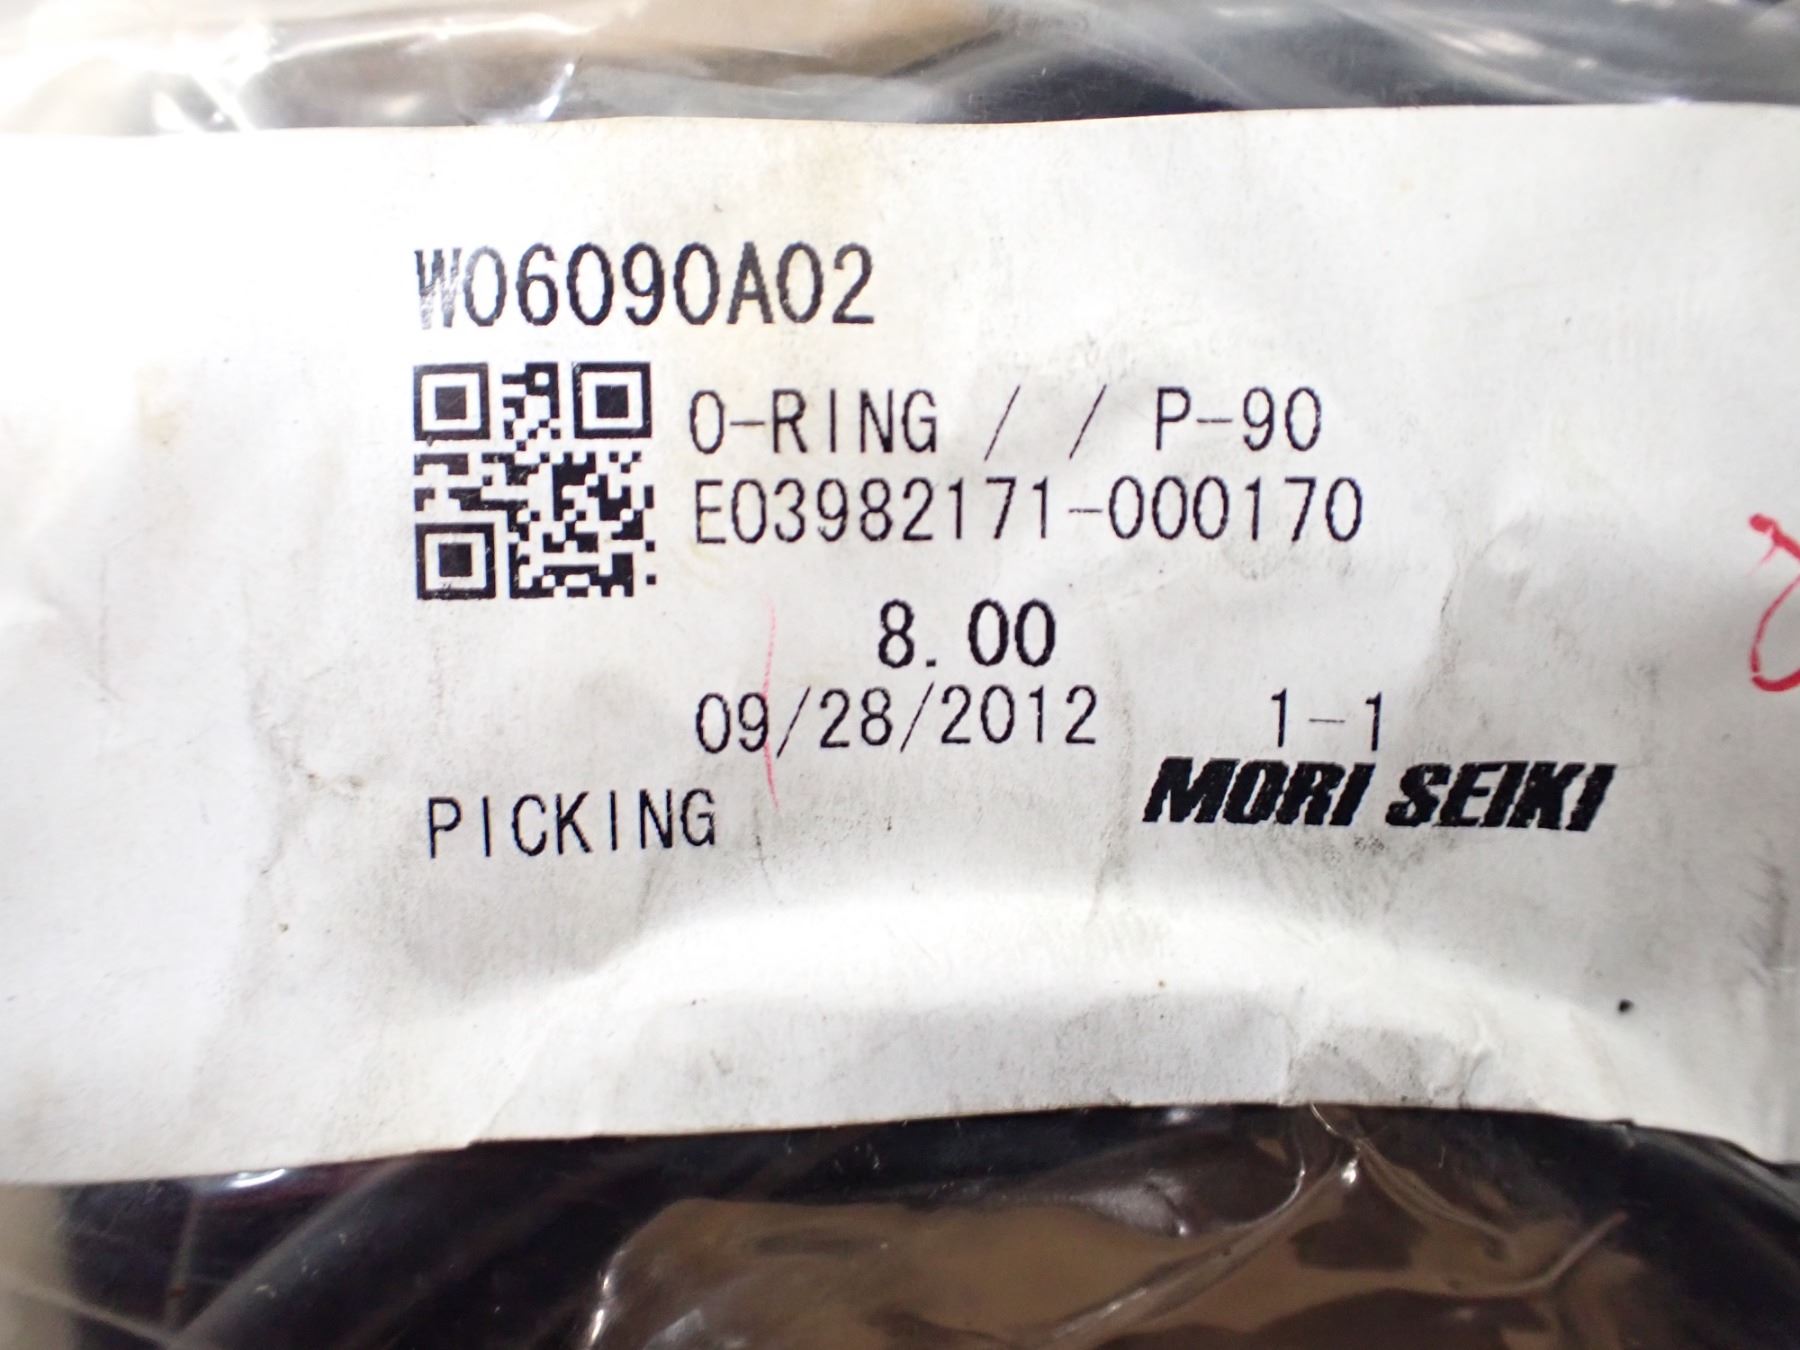 W06090A02
O-RING / / P-90
E03982171-000170
8.00
09/28/2012 1-1
MORI SEIKI
PICKING